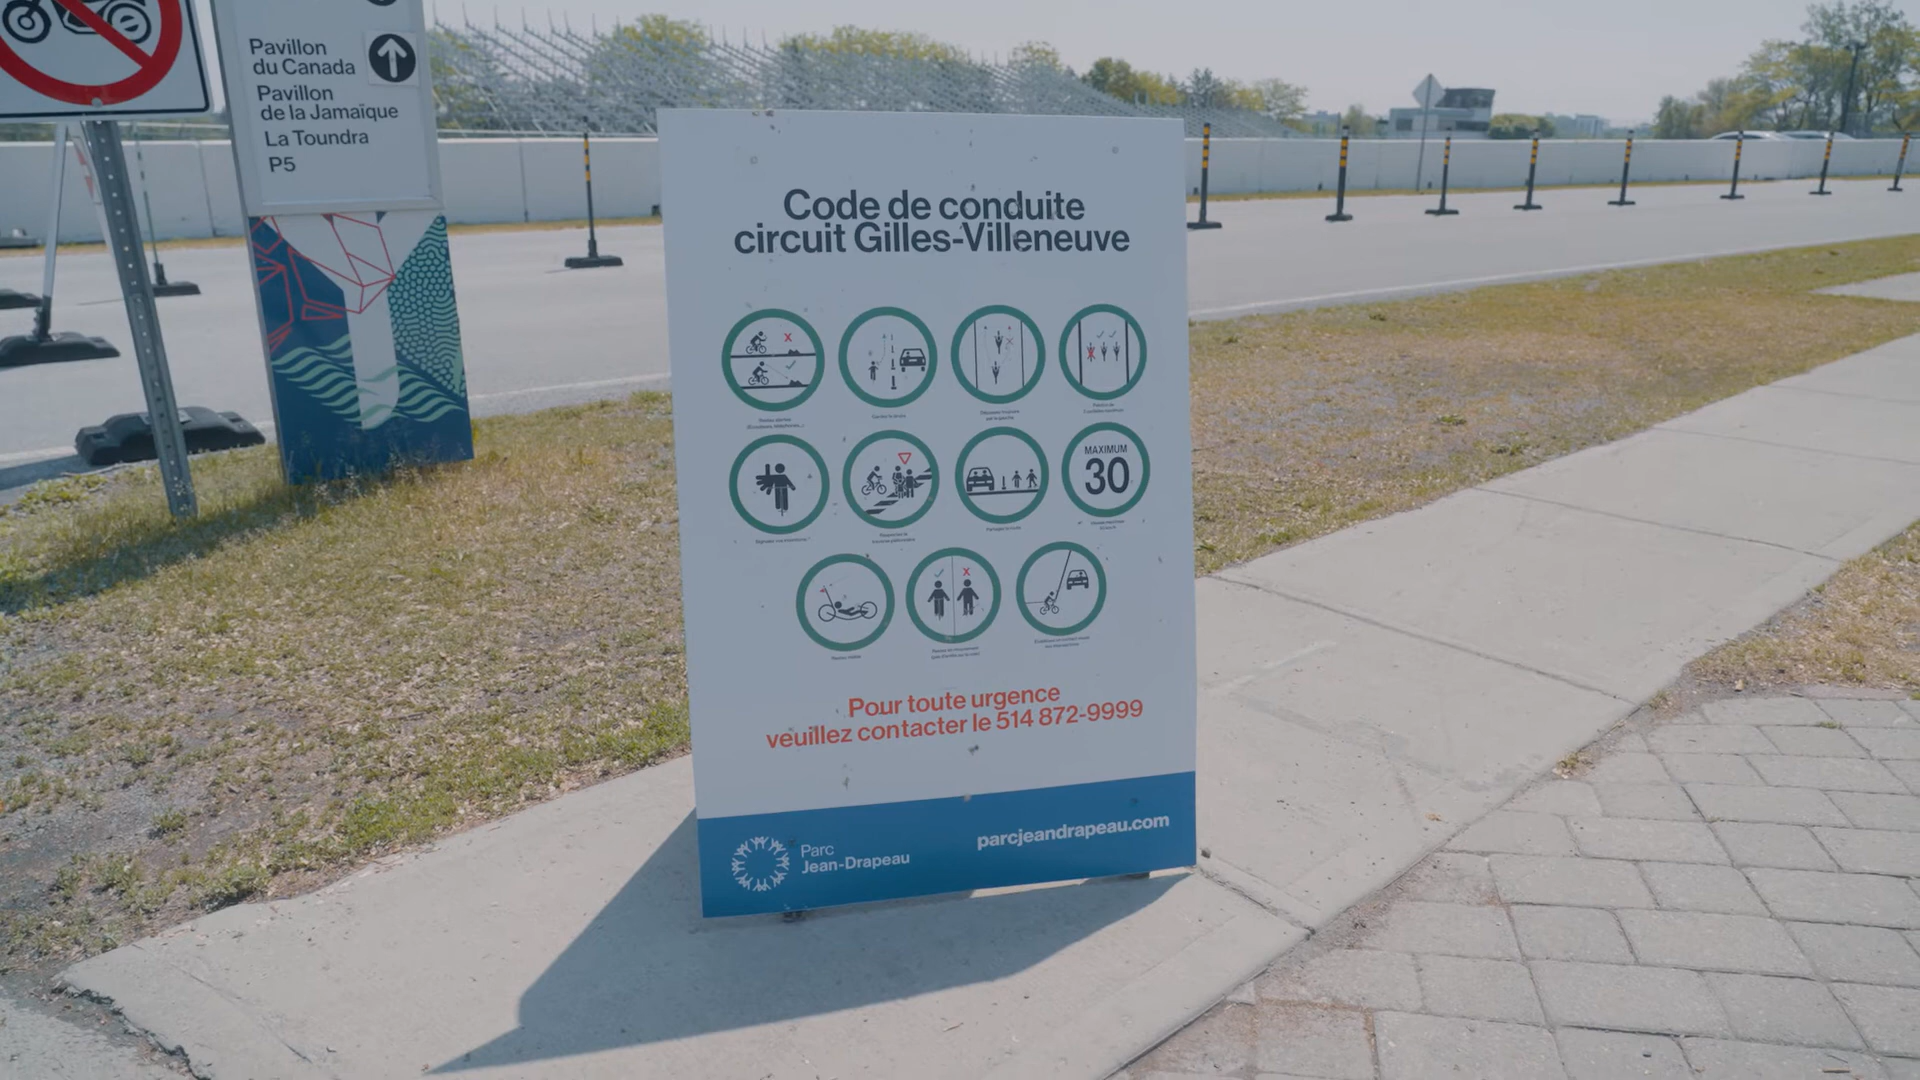 Pavillon
du Canada
Pavillon
de la Jamaïque
La Toundra
P5
Code de conduite
circuit Gilles-Villeneuve
MAXIMUM
30
Pour toute urgence
veuillez contacter le 514 872-9999
Parc
Jean-Drapeau
parcjeandrapeau.com